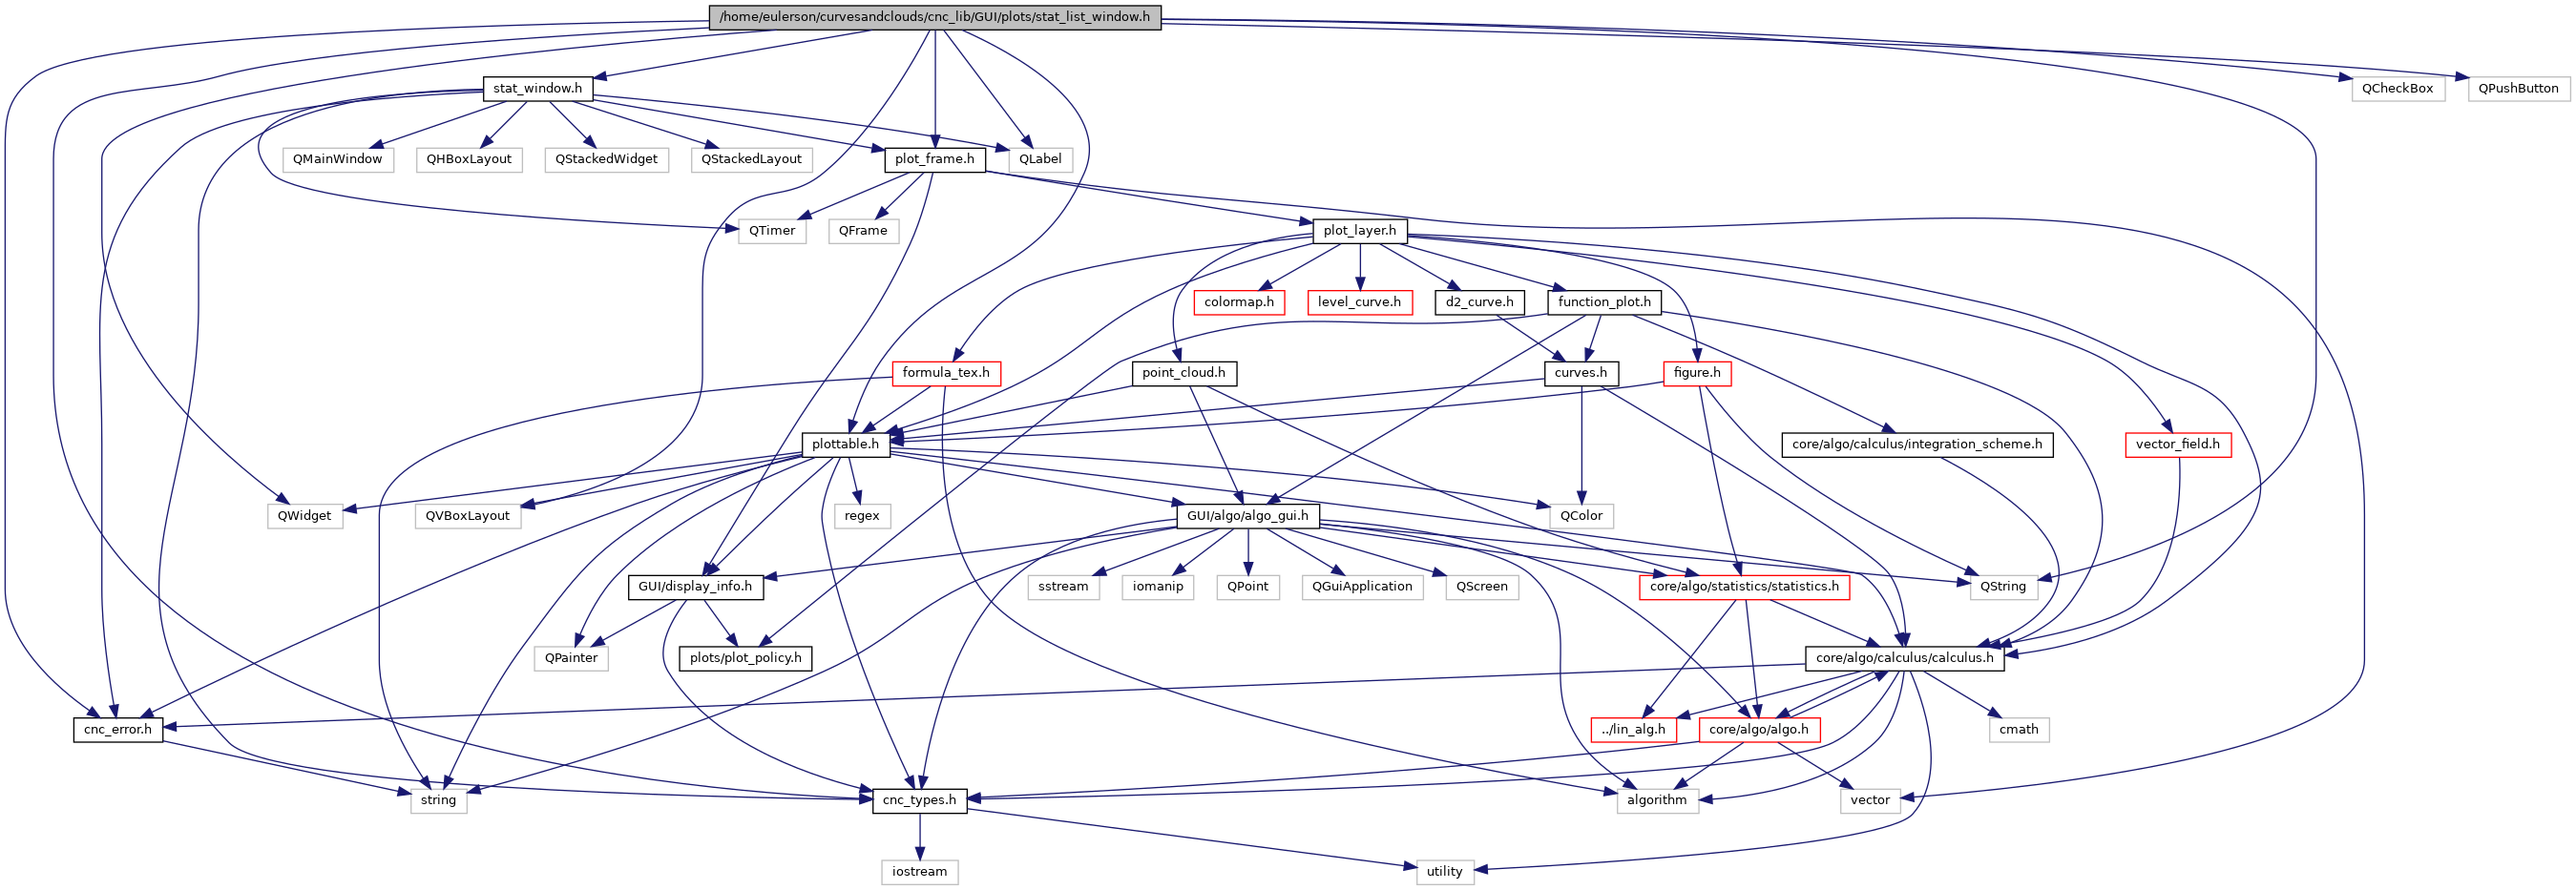 /home/eulerson/curvesandclouds/cnc_lib/GUI/plots/stat_list_window.h
stat_window.h
QCheckBox
QPushButton
QMainWindow
QHBoxLayout
QStackedWidget
QStackedLayout
plot_frame.h
QLabel
QTimer
QFrame
plot_layer.h
colormap.h
level_curve.h
d2_curve.h
function_plot.h
formula_tex.h
point_cloud.h
curves.h
figure.h
plottable.h
core/algo/calculus/integration_scheme.h
vector_field.h
QWidget
QVBoxLayout
regex
GUI/algo/algo_gui.h
QColor
GUI/display_info.h
sstream
iomanip
QPoint
QGuiApplication
QScreen
core/algo/statistics/statistics.h
QString
QPainter
plots/plot_policy.h
core/algo/calculus/calculus.h
cnc_error.h
../lin_alg.h
core/algo/algo.h
cmath
string
cnc_types.h
algorithm
vector
iostream
utility